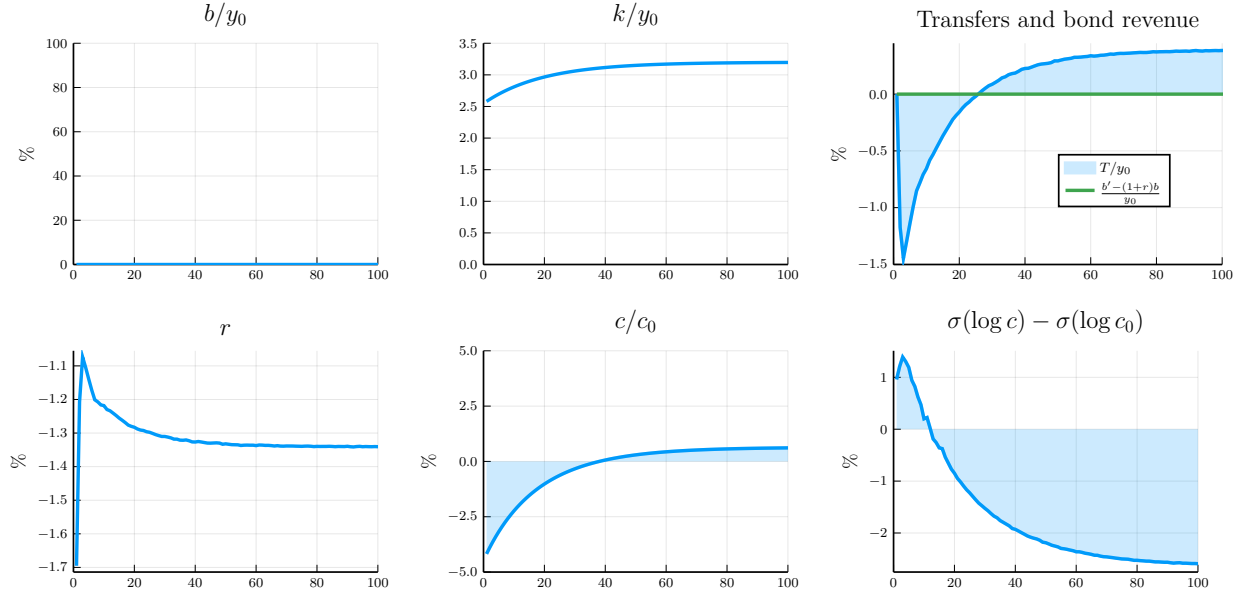 b/y₀
k/y₀
Transfers and bond revenue
%
100
80
60
40
20
0
0 20 40 60 80 100
3.5
3.0
2.5
2.0
1.5
1.0
0.5
0.0
0 20 40 60 80 100
%
0.0
−0.5
−1.0
−1.5
0 20 40 60 80 100
T/y₀
b′−(1+r)b
y₀
r
c/c₀
σ(log c) − σ(log c₀)
%
−1.1
−1.2
−1.3
−1.4
−1.5
−1.6
−1.7
0 20 40 60 80 100
%
5.0
2.5
0.0
−2.5
−5.0
0 20 40 60 80 100
%
1
0
−1
−2
0 20 40 60 80 100